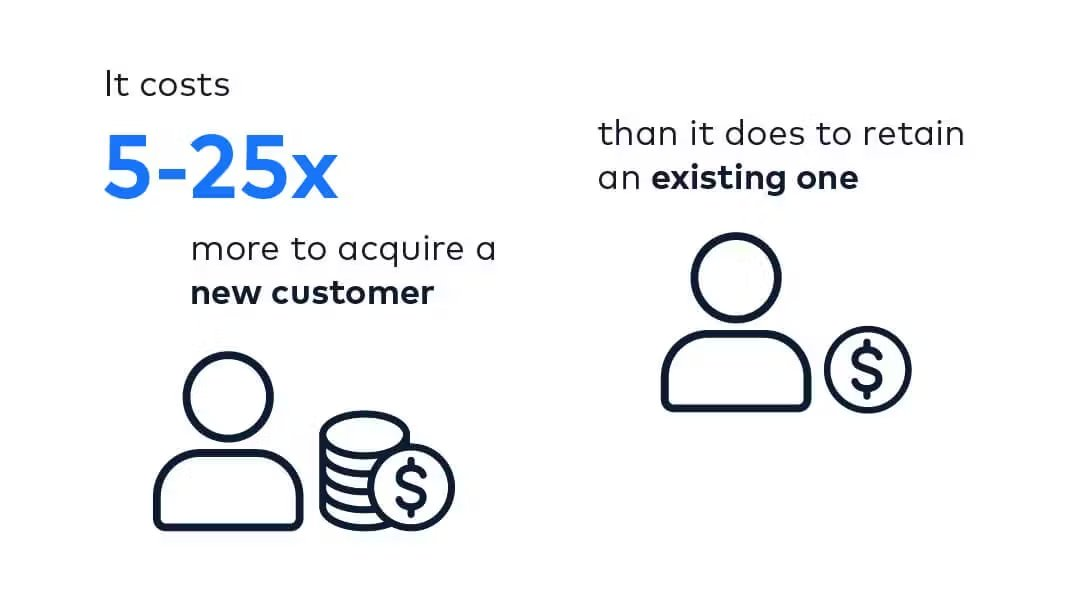 It costs
5-25x
more to acquire a
new customer
than it does to retain
an existing one
$
$